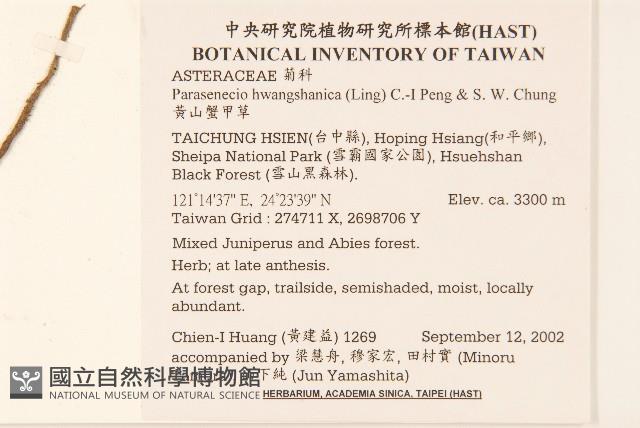 中央研究院植物研究所標本館(HAST)
BOTANICAL INVENTORY OF TAIWAN
ASTERACEAE 菊科
Parasenecio hwangshanica (Ling) C.-I Peng & S. W. Chung
黃山蟹甲草
TAICHUNG HSIEN(台中縣), Hoping Hsiang(和平鄉),
Sheipa National Park (雪霸國家公園), Hsuehshan
Black Forest (雪山黑森林).
121°14'37" E, 24°23'39" N Elev. ca. 3300 m
Taiwan Grid : 274711 X, 2698706 Y
Mixed Juniperus and Abies forest.
Herb; at late anthesis.
At forest gap, trailside, semishaded, moist, locally
abundant.
Chien-I Huang (黃建益) 1269 September 12, 2002
accompanied by 梁慧舟, 穆家宏, 田村實 (Minoru
下純 (Jun Yamashita)
國立自然科學博物館
NATIONAL MUSEUM OF NATURAL SCIENCE
HERBARIUM, ACADEMIA SINICA, TAIPEI (HAST)